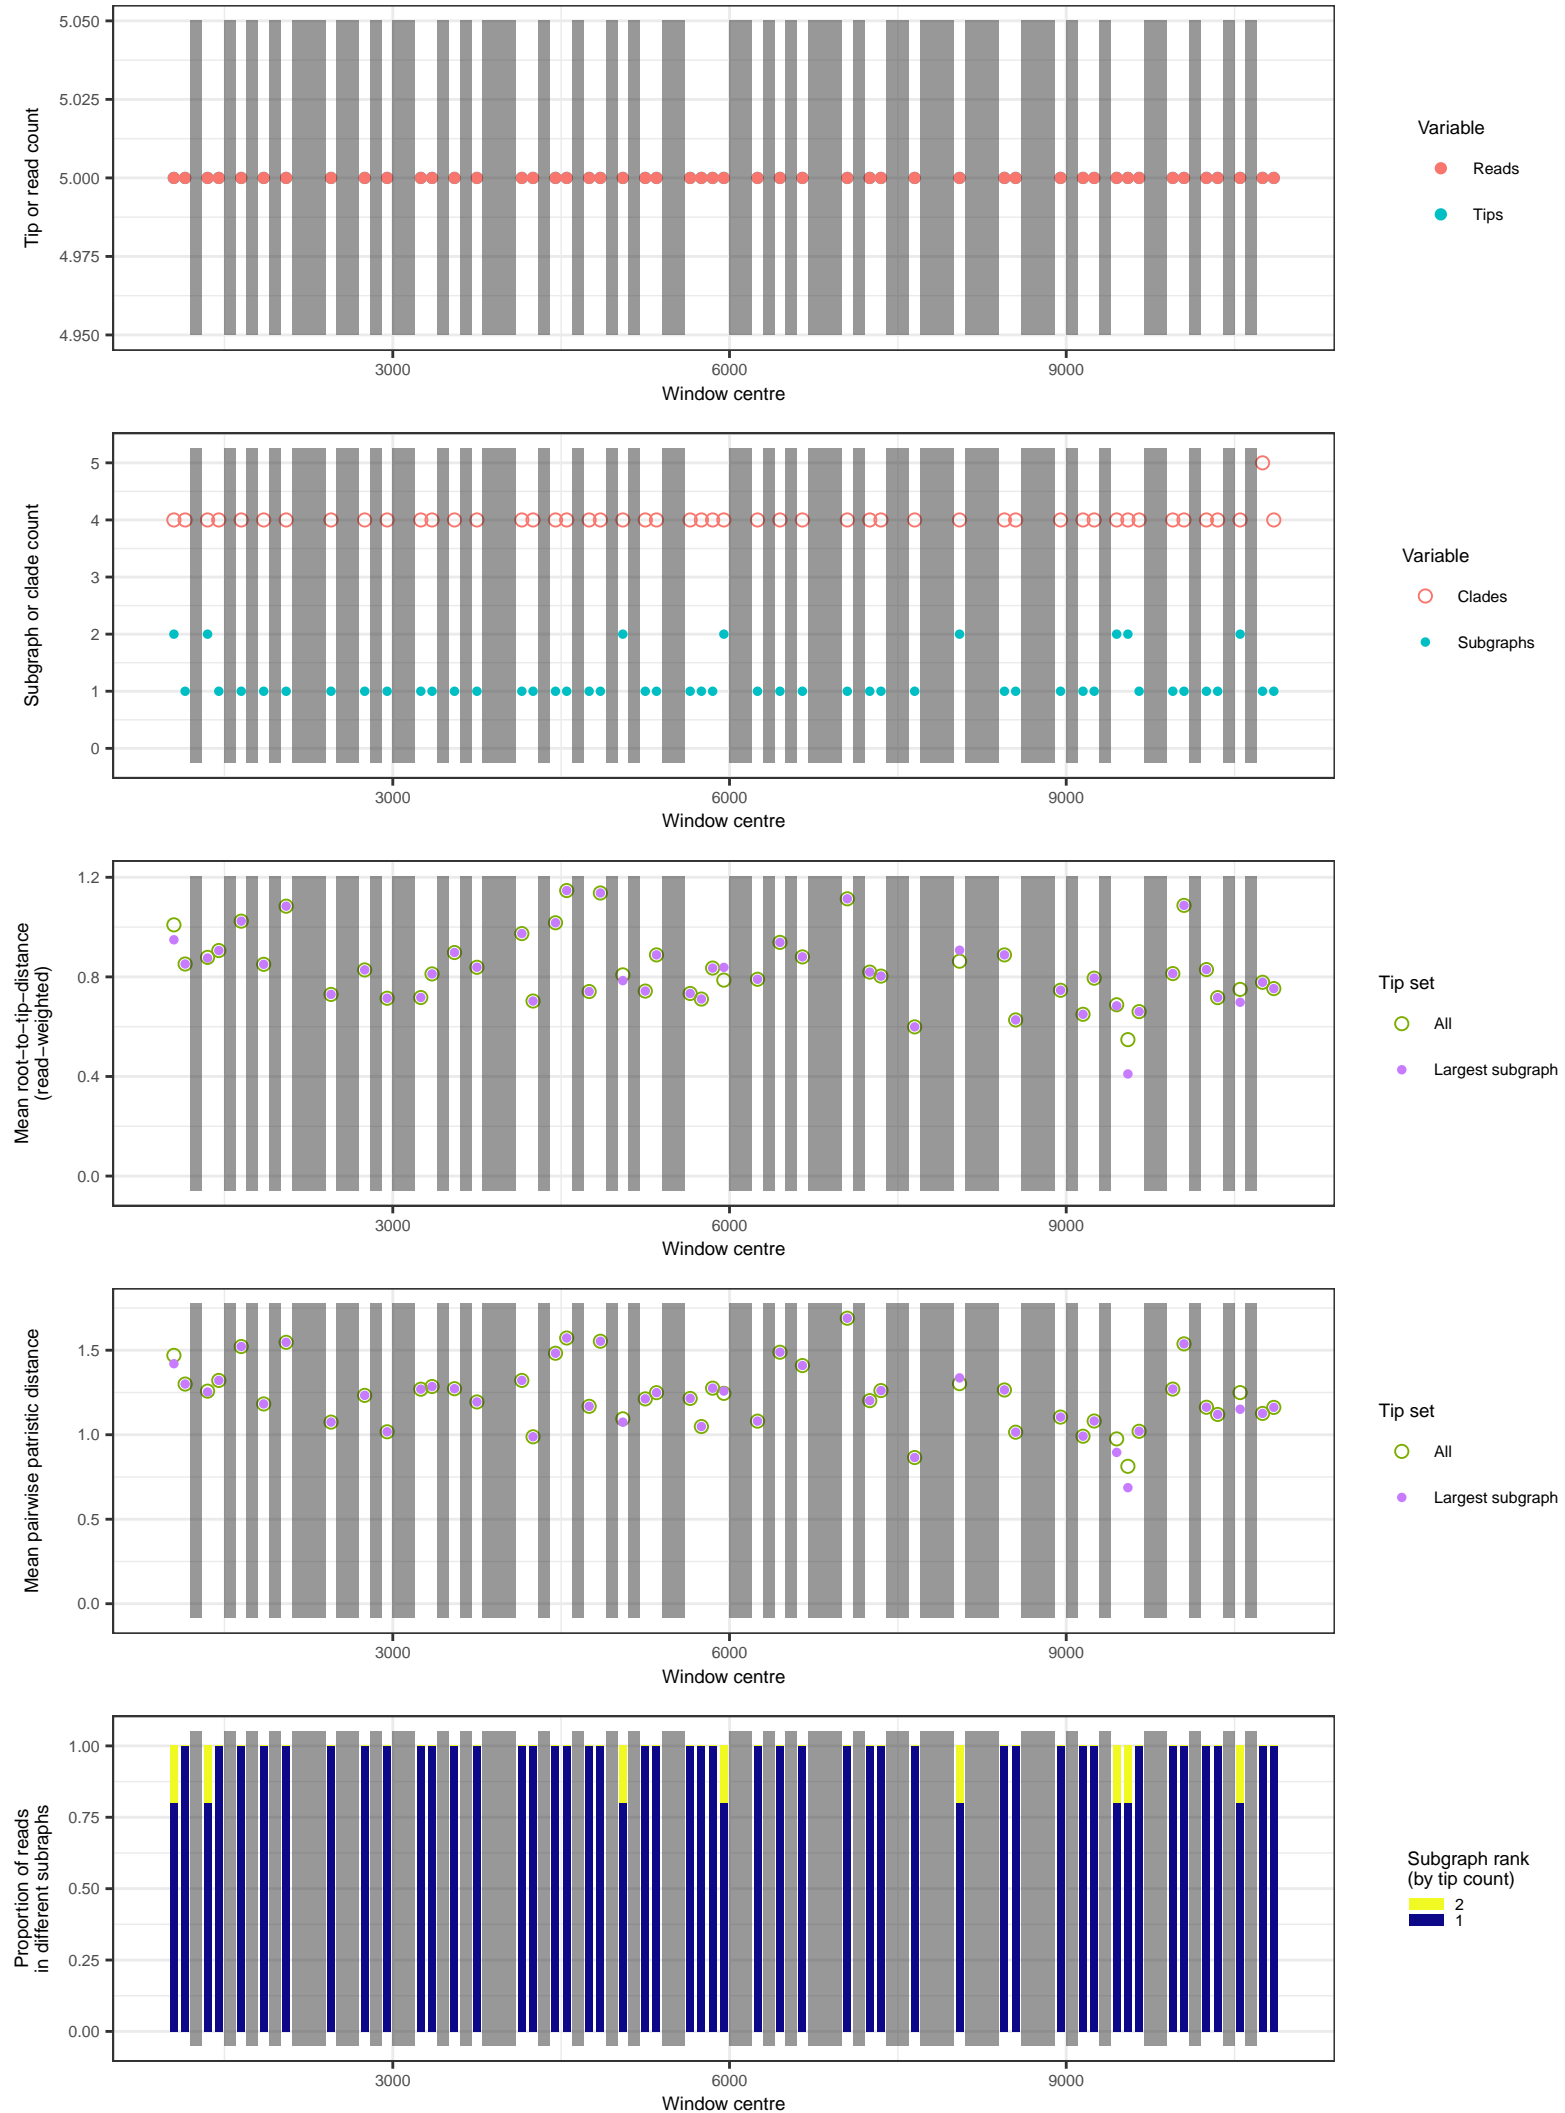 5.050
5.025
5.000
4.975
4.950
Tip or read count
3000
6000
9000
Window centre
Variable
Reads
Tips
5
4
3
2
1
0
Subgraph or clade count
3000
6000
9000
Window centre
Variable
Clades
Subgraphs
1.2
0.8
0.4
0.0
Mean root−to−tip−distance
(read−weighted)
3000
6000
9000
Window centre
Tip set
All
Largest subgraph
1.5
1.0
0.5
0.0
Mean pairwise patristic distance
3000
6000
9000
Window centre
Tip set
All
Largest subgraph
1.00
0.75
0.50
0.25
0.00
Proportion of reads
in different subraphs
3000
6000
9000
Window centre
Subgraph rank
(by tip count)
2
1